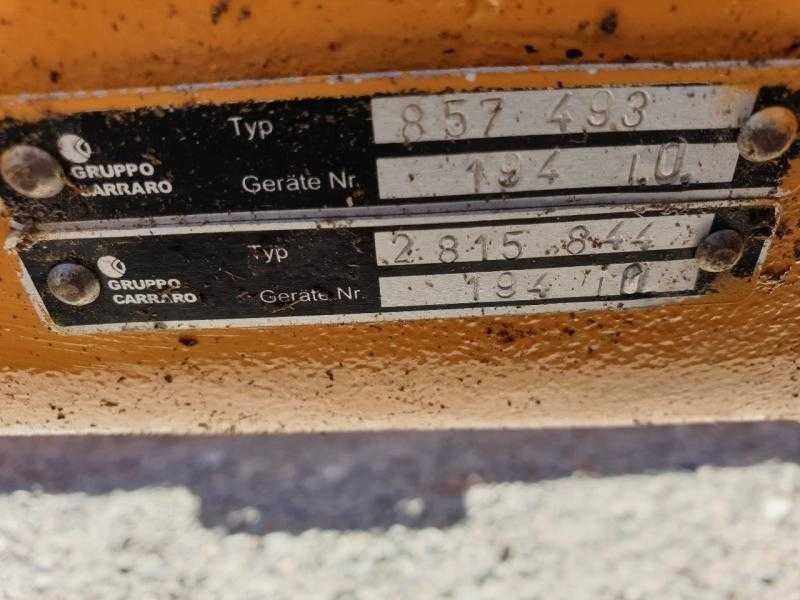 GRUPPO
CARRARO
Typ 857 493
Geräte Nr. 194 10
GRUPPO
CARRARO
Typ 2 815 844
Geräte Nr. 194 10